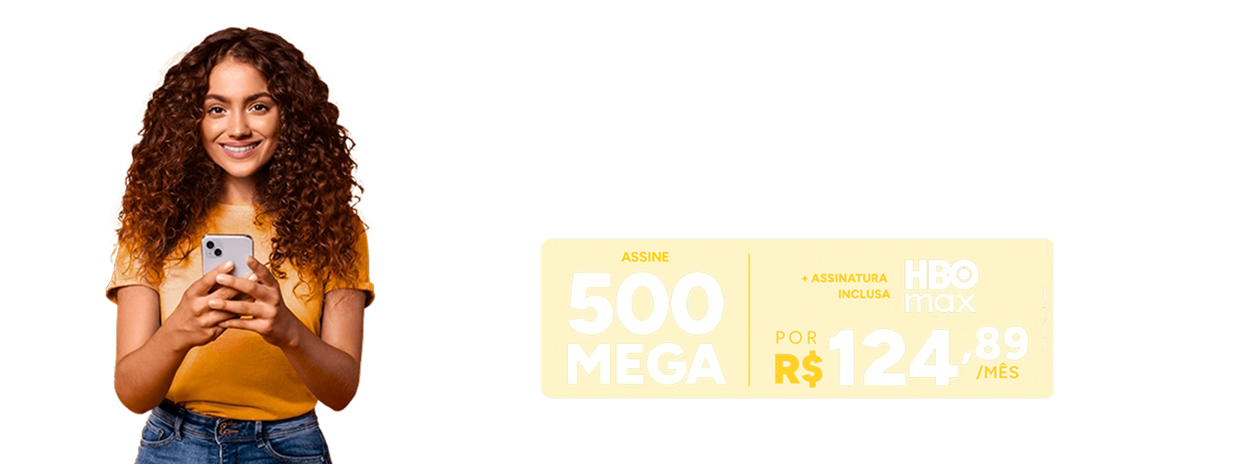 ASSINE
500
MEGA
+ ASSINATURA
INCLUSA
HBO
max
POR
R$124,89
/MÊS